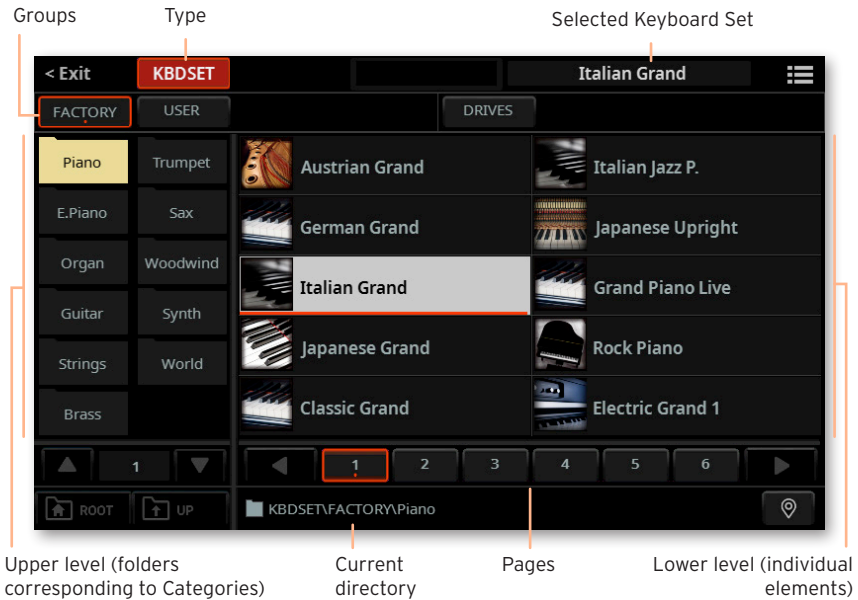 Groups Type Selected Keyboard Set
< Exit KBDSET Italian Grand
FACTORY USER DRIVES
Piano Trumpet Austrian Grand Italian Jazz P.
E.Piano Sax German Grand Japanese Upright
Organ Woodwind Italian Grand Grand Piano Live
Guitar Synth Japanese Grand Rock Piano
Strings World Classic Grand Electric Grand 1
Brass
1 1 2 3 4 5 6
ROOT UP KBDSET\FACTORY\Piano
Upper level (folders
corresponding to Categories)
Current
directory
Pages
Lower level (individual
elements)